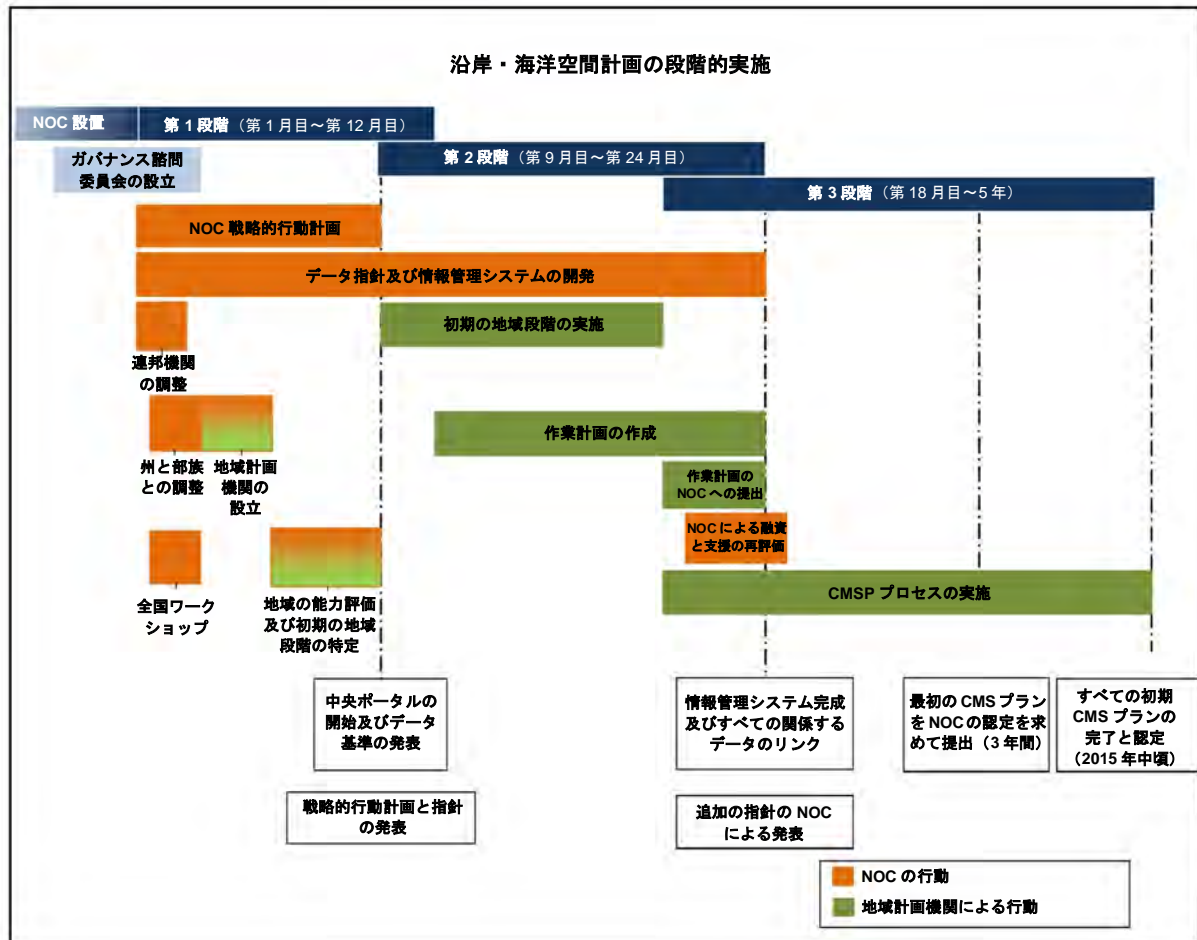 沿岸・海洋空間計画の段階的実施
NOC 設置
第 1 段階（第 1 月目～第 12 月目）
ガバナンス諮問
委員会の設立
第 2 段階（第 9 月目～第 24 月目）
第 3 段階（第 18 月目～5 年）
NOC 戦略的行動計画
データ指針及び情報管理システムの開発
初期の地域段階の実施
連邦機関
の調整
作業計画の作成
州と部族
との調整
地域計画
機関の
設立
作業計画の
NOC への提出
NOC による融資
と支援の再評価
CMSP プロセスの実施
全国ワーク
ショップ
地域の能力評価
及び初期の地域
段階の特定
中央ポータルの
開始及びデータ
基準の発表
情報管理システム完成
及びすべての関係する
データのリンク
最初の CMS プラン
を NOC の認定を求
めて提出（3 年間）
すべての初期
CMS プランの
完了と認定
（2015 年中頃）
戦略的行動計画と指針
の発表
追加の指針の NOC
による発表
NOC の行動
地域計画機関による行動